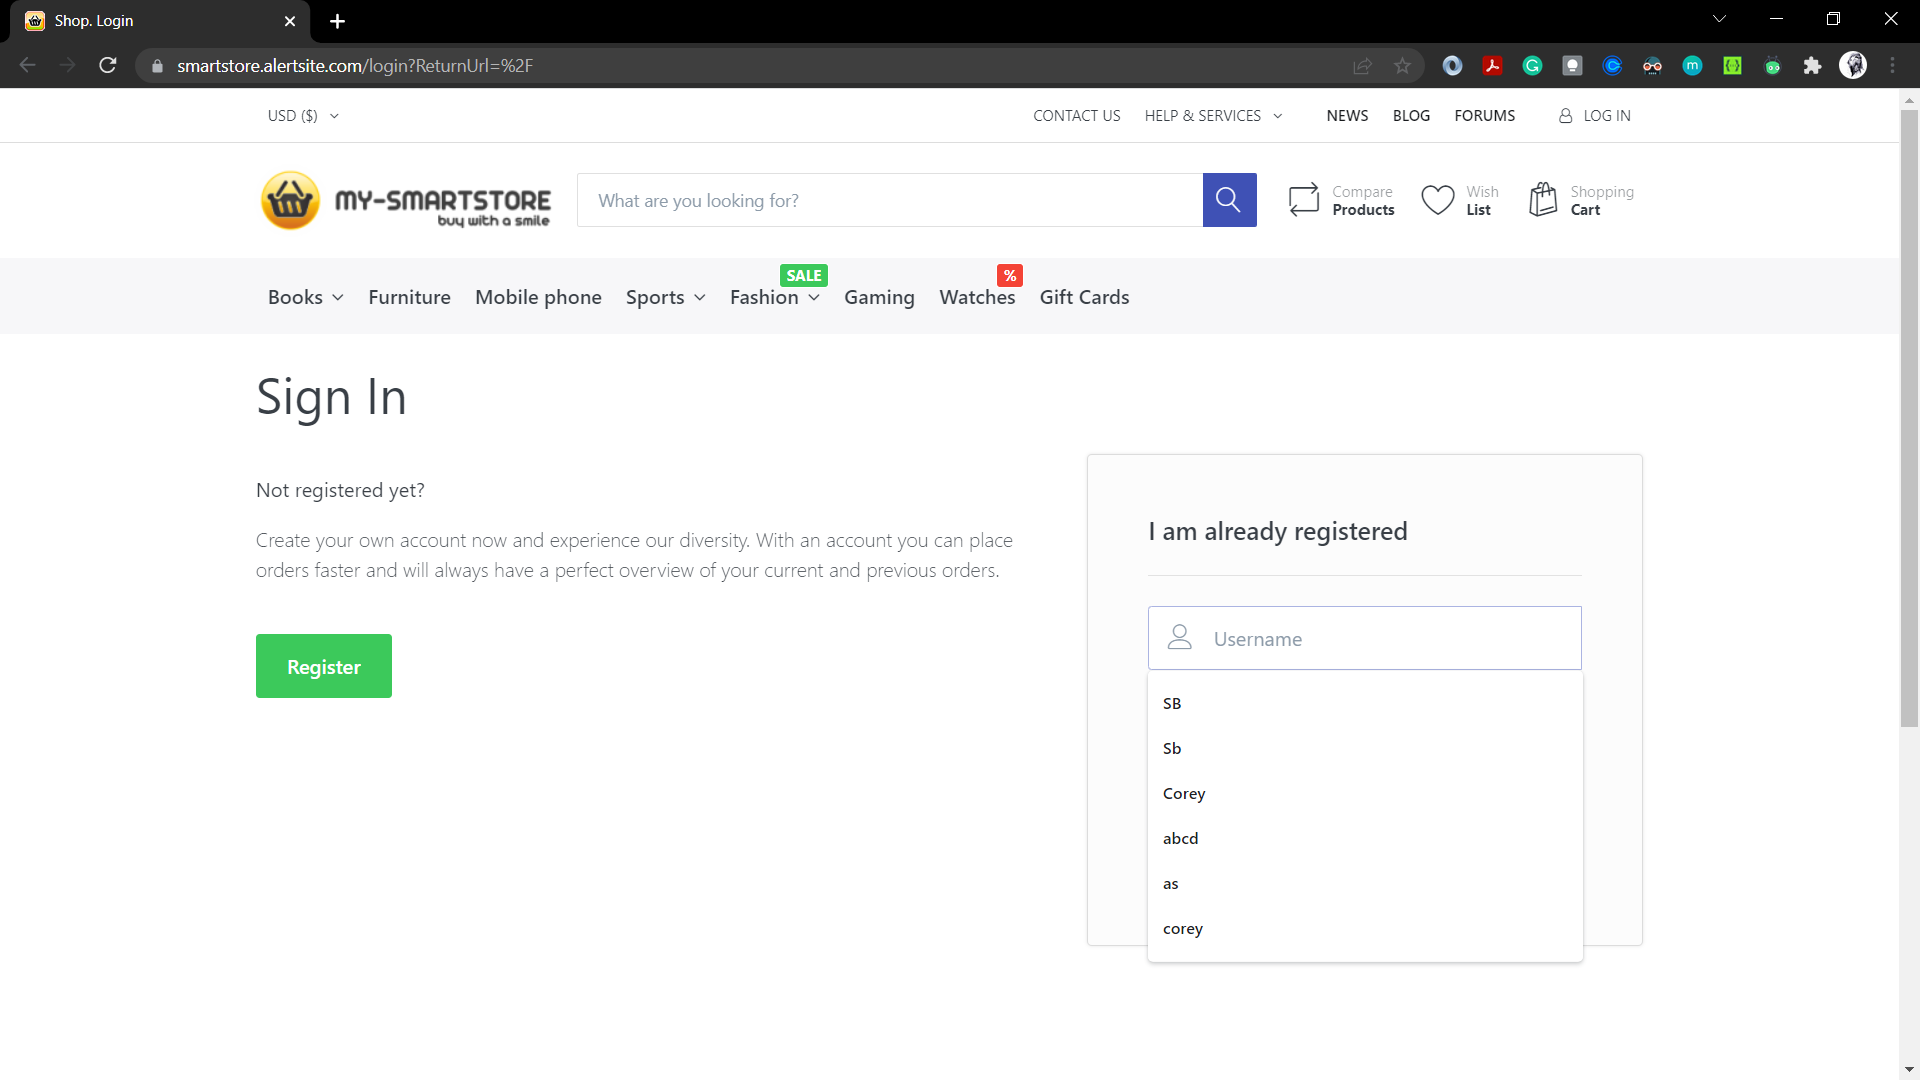 Shop. Login
smartstore.alertsite.com/login?ReturnUrl=%2F
USD ($)
CONTACT US
HELP & SERVICES
NEWS
BLOG
FORUMS
LOG IN
MY-SMARTSTORE
buy with a smile
What are you looking for?
Compare
Products
Wish
List
Shopping
Cart
SALE
%
Books
Furniture
Mobile phone
Sports
Fashion
Gaming
Watches
Gift Cards
Sign In
Not registered yet?
Create your own account now and experience our diversity. With an account you can place
orders faster and will always have a perfect overview of your current and previous orders.
Register
I am already registered
Username
SB
Sb
Corey
abcd
as
corey